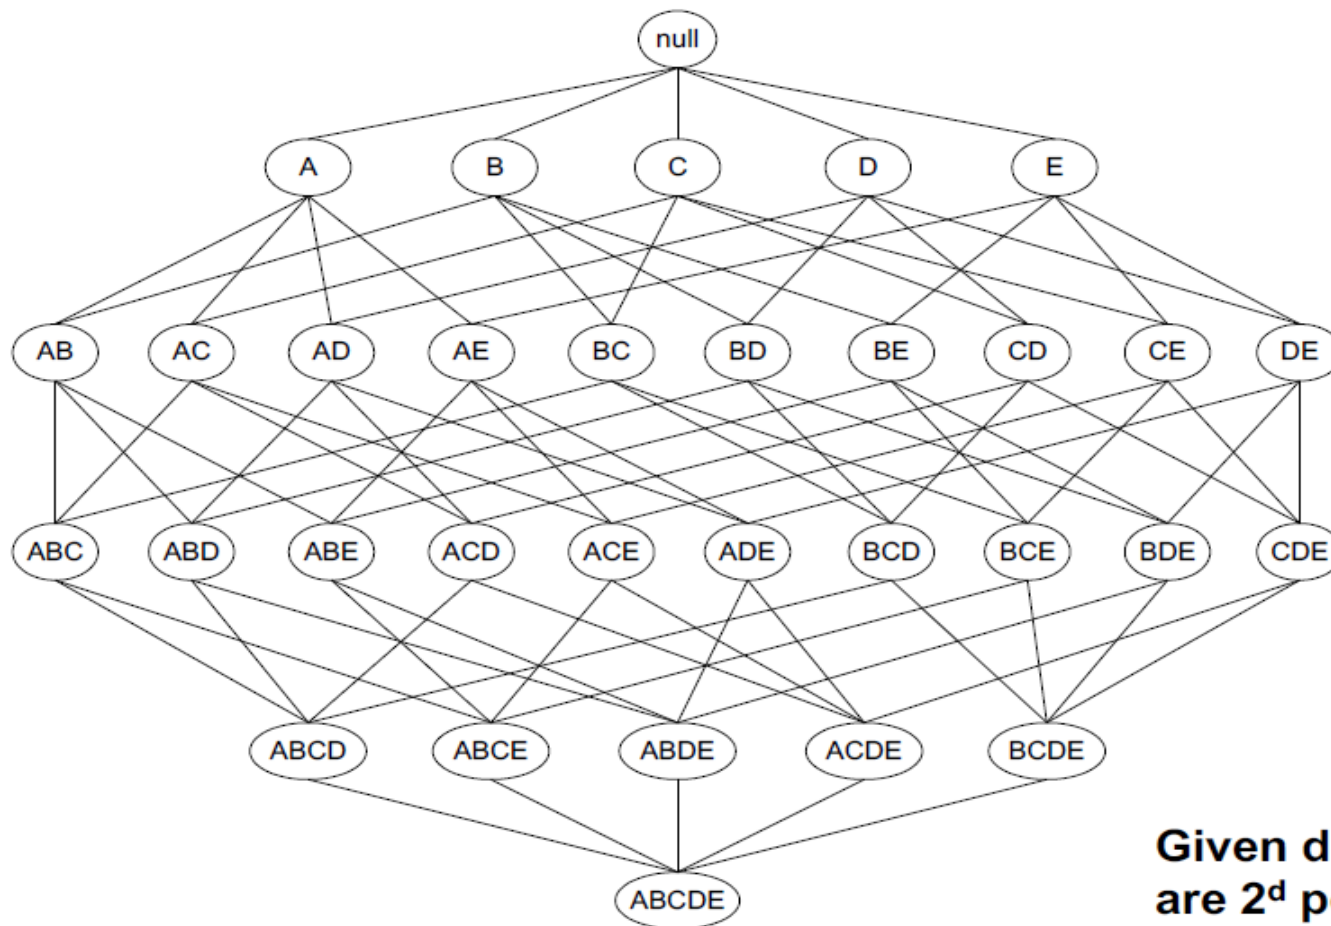 null
A B C D E
AB AC AD AE BC BD BE CD CE DE
ABC ABD ABE ACD ACE ADE BCD BCE BDE CDE
ABCD ABCE ABDE ACDE BCDE
ABCDE
Given d
are 2ᵈ p